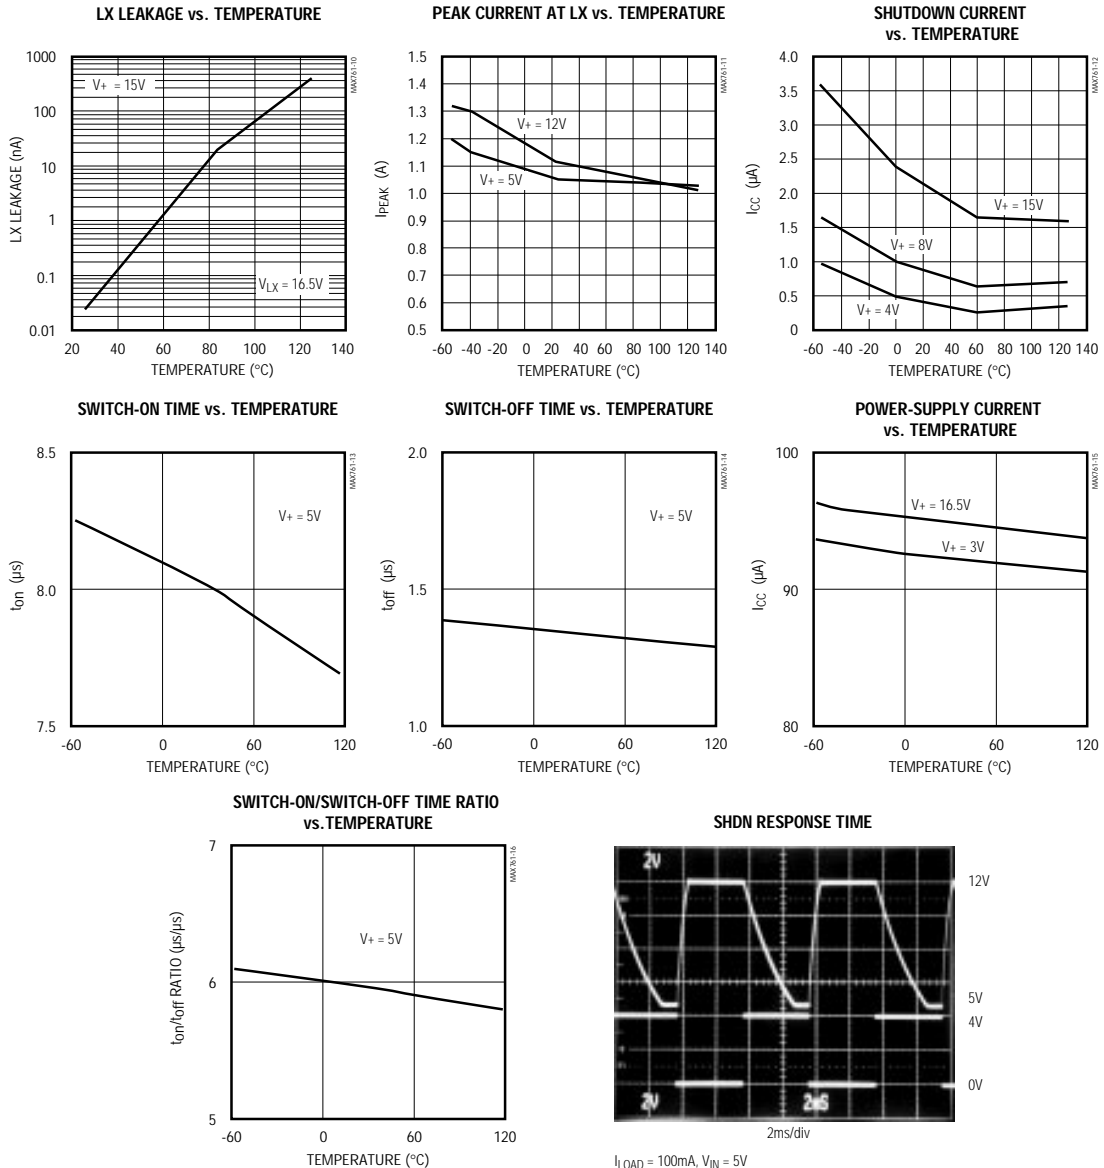 LX LEAKAGE vs. TEMPERATURE
1000
100
10
1
0.1
0.01
LX LEAKAGE (nA)
V+ = 15V
VLX = 16.5V
MAX761-10
20 40 60 80 100 120 140
TEMPERATURE (°C)
PEAK CURRENT AT LX vs. TEMPERATURE
1.5
1.4
1.3
1.2
1.1
1.0
0.9
0.8
0.7
0.6
0.5
IPEAK (A)
V+ = 12V
V+ = 5V
MAX761-11
-60 -40 -20 0 20 40 60 80 100 120 140
TEMPERATURE (°C)
SHUTDOWN CURRENT
vs. TEMPERATURE
4.0
3.5
3.0
2.5
2.0
1.5
1.0
0.5
0
ICC (µA)
V+ = 15V
V+ = 8V
V+ = 4V
MAX761-12
-60 -40 -20 0 20 40 60 80 100 120 140
TEMPERATURE (°C)
SWITCH-ON TIME vs. TEMPERATURE
8.5
8.0
7.5
ton (µs)
V+ = 5V
MAX761-13
-60 0 60 120
TEMPERATURE (°C)
SWITCH-OFF TIME vs. TEMPERATURE
2.0
1.5
1.0
toff (µs)
V+ = 5V
MAX761-14
-60 0 60 120
TEMPERATURE (°C)
POWER-SUPPLY CURRENT
vs. TEMPERATURE
100
90
80
ICC (µA)
V+ = 16.5V
V+ = 3V
MAX761-15
-60 0 60 120
TEMPERATURE (°C)
SWITCH-ON/SWITCH-OFF TIME RATIO
vs.TEMPERATURE
7
6
5
ton/toff RATIO (µs/µs)
V+ = 5V
MAX761-16
-60 0 60 120
TEMPERATURE (°C)
SHDN RESPONSE TIME
2V
12V
5V
4V
0V
2V 2mS
2ms/div
ILOAD = 100mA, VIN = 5V